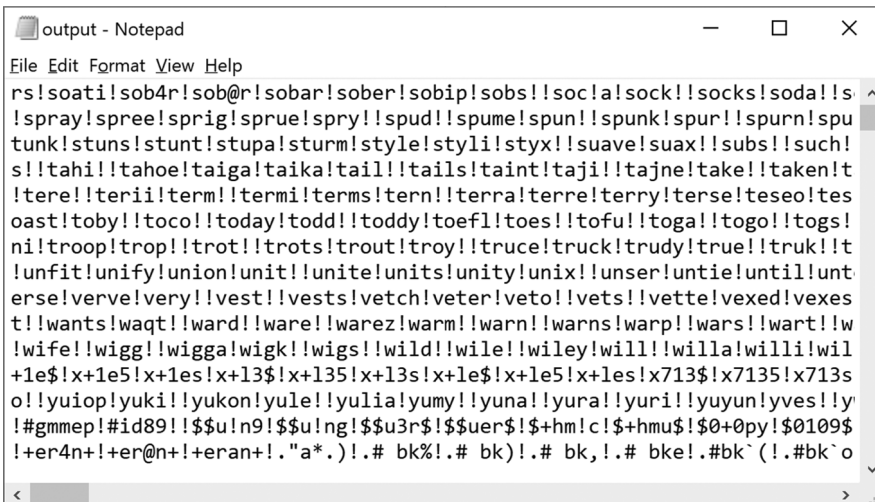 output - Notepad
File Edit Format View Help
rs!soati!sob4r!sob@r!sobar!sober!sobip!sobs!!soc!a!sock!!socks!soda!!s
!spray!spree!sprig!sprue!spry!!spud!!spume!spun!!spunk!spur!!spurn!spu
tunk!stuns!stunt!stupa!sturm!style!styli!styx!!suave!suax!!subs!!such!
s!!tahi!!tahoe!taiga!taika!tail!!tails!taint!taji!!tajne!take!!taken!t
!tere!!terii!term!!termi!terms!tern!!terra!terre!terry!terse!teseo!tes
oast!toby!!toco!!today!todd!!toddy!toefl!toes!!tofu!!toga!!togo!!togs!
ni!troop!trop!!trot!!trots!trout!troy!!truce!truck!trudy!true!!truk!!t
!unfit!unify!union!unit!!unite!units!unity!unix!!unser!untie!until!unt
erse!verve!very!!vest!!vests!vetch!veter!veto!!vets!!vette!vexed!vexes
t!!wants!waqt!!ward!!ware!!warez!warm!!warn!!warns!warp!!wars!!wart!!w
!wife!!wigg!!wigga!wigk!!wigs!!wild!!wile!!wiley!will!!willa!willi!wil
+1e$!x+1e5!x+1es!x+l3$!x+l35!x+l3s!x+le$!x+le5!x+les!x713$!x7135!x713s
o!!yuiop!yuki!!yukon!yule!!yulia!yumy!!yuna!!yura!!yuri!!yuyun!yves!!y
!#gmmep!#id89!!$$u!n9!$$u!ng!$$u3r$!$$uer$!$+hm!c!$+hmu$!$0+0py!$0109$
!+er4n+!+er@n+!+eran+!."a*.)!.# bk%!.# bk)!.# bk,!.# bke!.#bk`(!.#bk`o